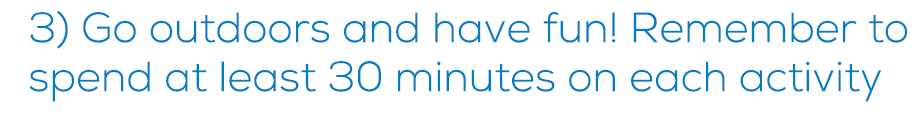 3) Go outdoors and have fun! Remember to
spend at least 30 minutes on each activity